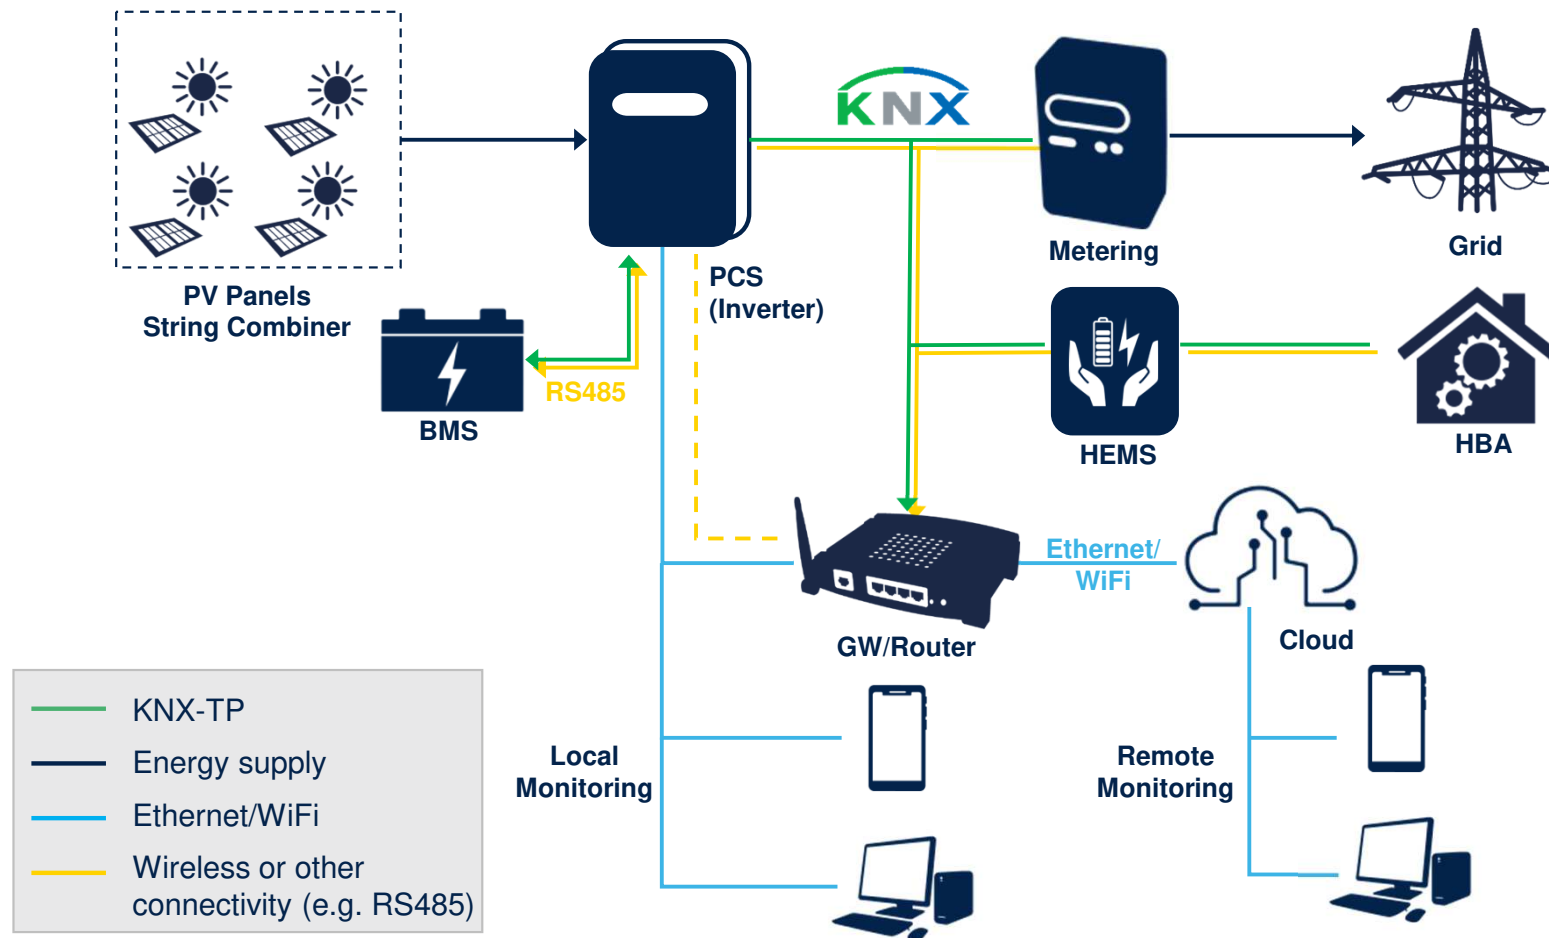 KNX
PV Panels
String Combiner
PCS
(Inverter)
Metering
Grid
RS485
BMS
HEMS
HBA
Ethernet/
WiFi
GW/Router
Cloud
Local
Monitoring
Remote
Monitoring
KNX-TP
Energy supply
Ethernet/WiFi
Wireless or other
connectivity (e.g. RS485)